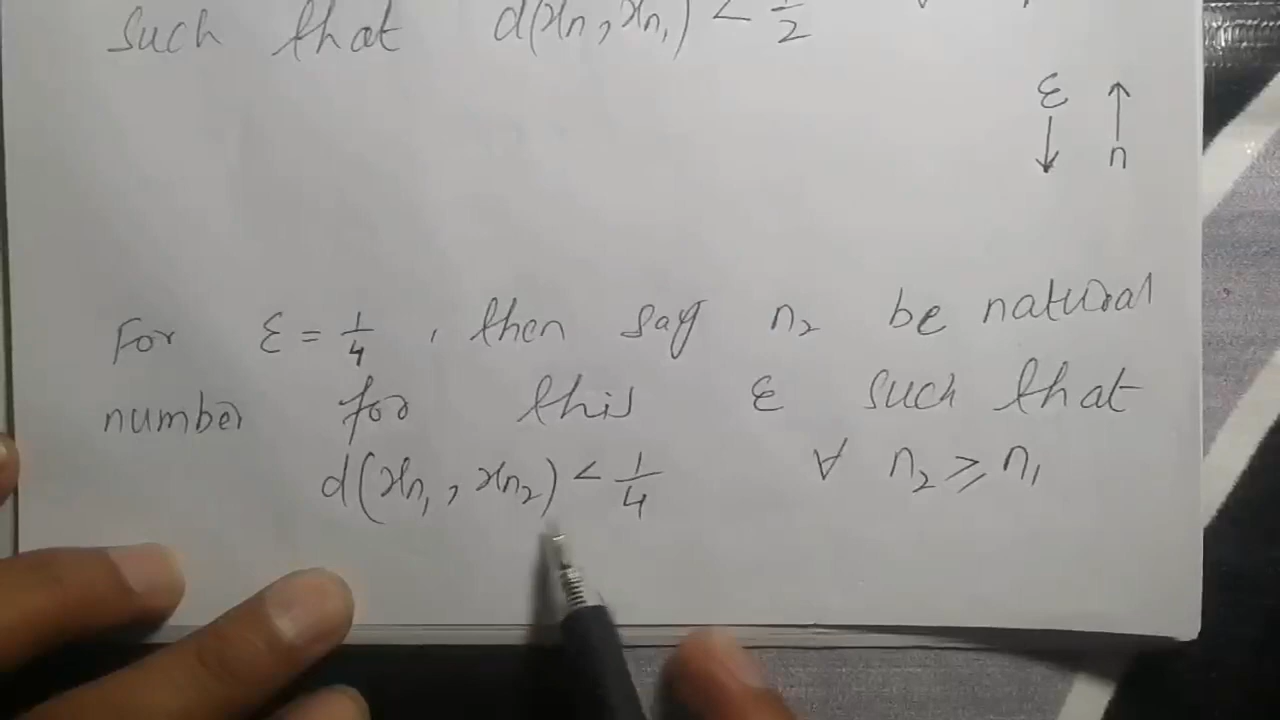 such that d(xn, xn₁) < 1/2
ε ↑
↓ n
For ε = 1/4, then say n₂ be natural
number for this ε such that
d(xn₁, xn₂) < 1/4 ∀ n₂ ≥ n₁